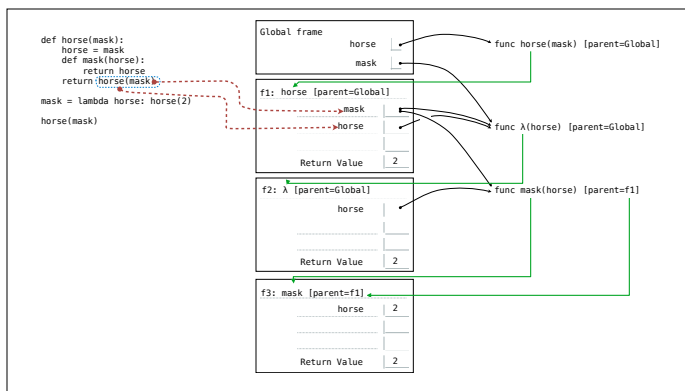 def horse(mask):
horse = mask
def mask(horse):
return horse
return horse(mask
mask = lambda horse: horse(2)
horse(mask)
Global frame
horse
mask
func horse(mask) [parent=Global]
f1: horse [parent=Global]
mask
horse
Return Value 2
func λ(horse) [parent=Global]
f2: λ [parent=Global]
horse
Return Value 2
func mask(horse) [parent=f1]
f3: mask [parent=f1]
horse 2
Return Value 2